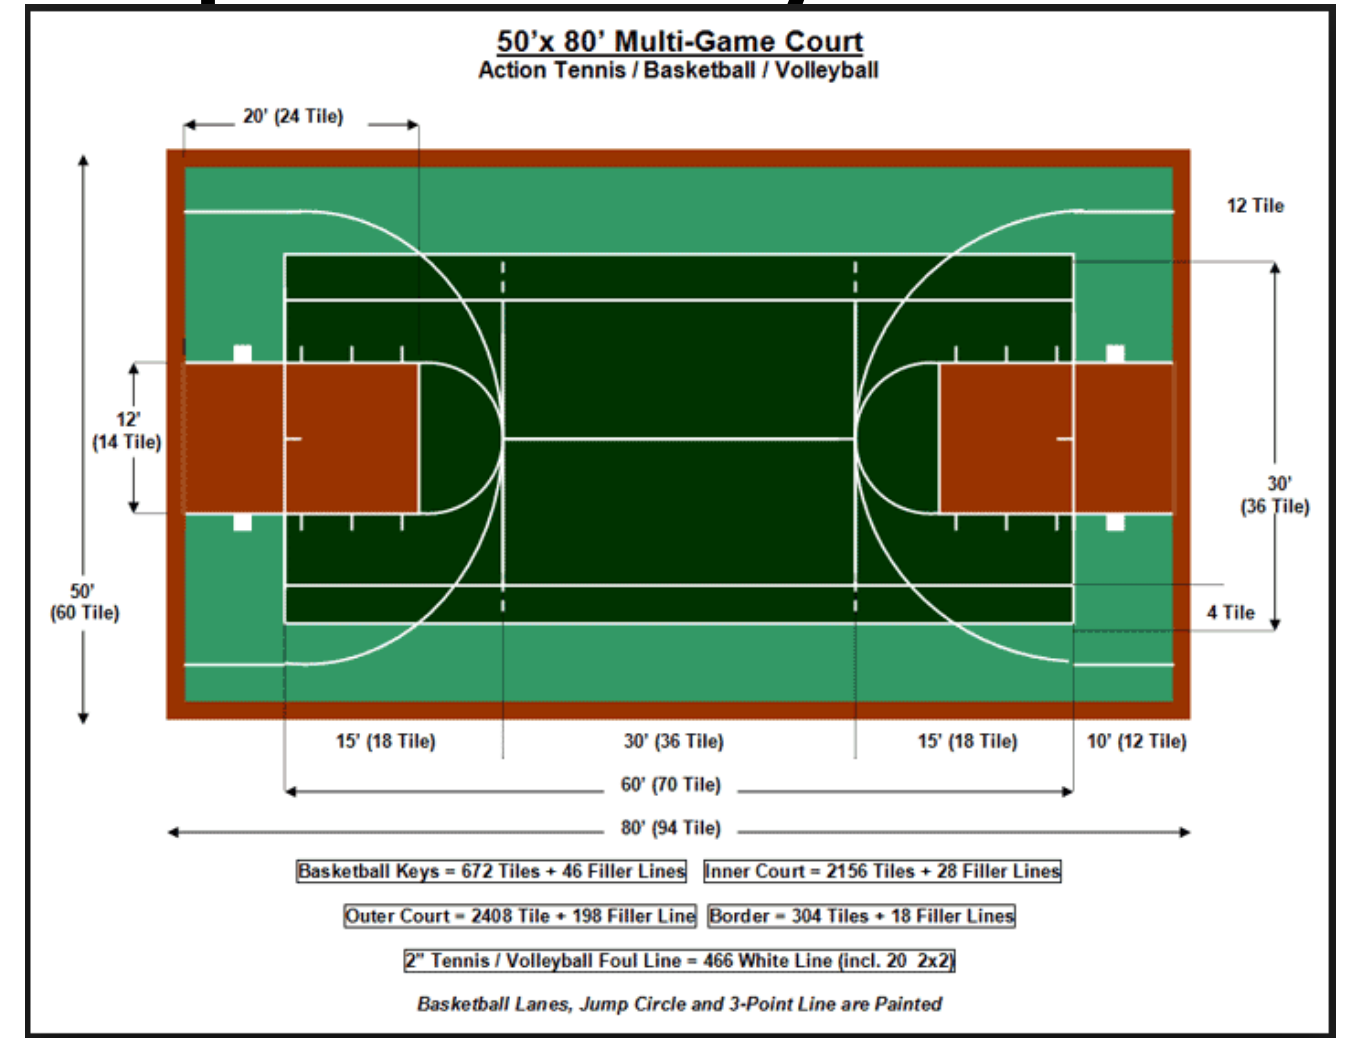 50’x 80’ Multi-Game Court
Action Tennis / Basketball / Volleyball
20’ (24 Tile)
12 Tile
12’
(14 Tile)
30’
(36 Tile)
50’
(60 Tile)
4 Tile
15’ (18 Tile)
30’ (36 Tile)
15’ (18 Tile)
10’ (12 Tile)
60’ (70 Tile)
80’ (94 Tile)
Basketball Keys = 672 Tiles + 46 Filler Lines
Inner Court = 2156 Tiles + 28 Filler Lines
Outer Court = 2408 Tile + 198 Filler Line
Border = 304 Tiles + 18 Filler Lines
2” Tennis / Volleyball Foul Line = 466 White Line (incl. 20 2x2)
Basketball Lanes, Jump Circle and 3-Point Line are Painted